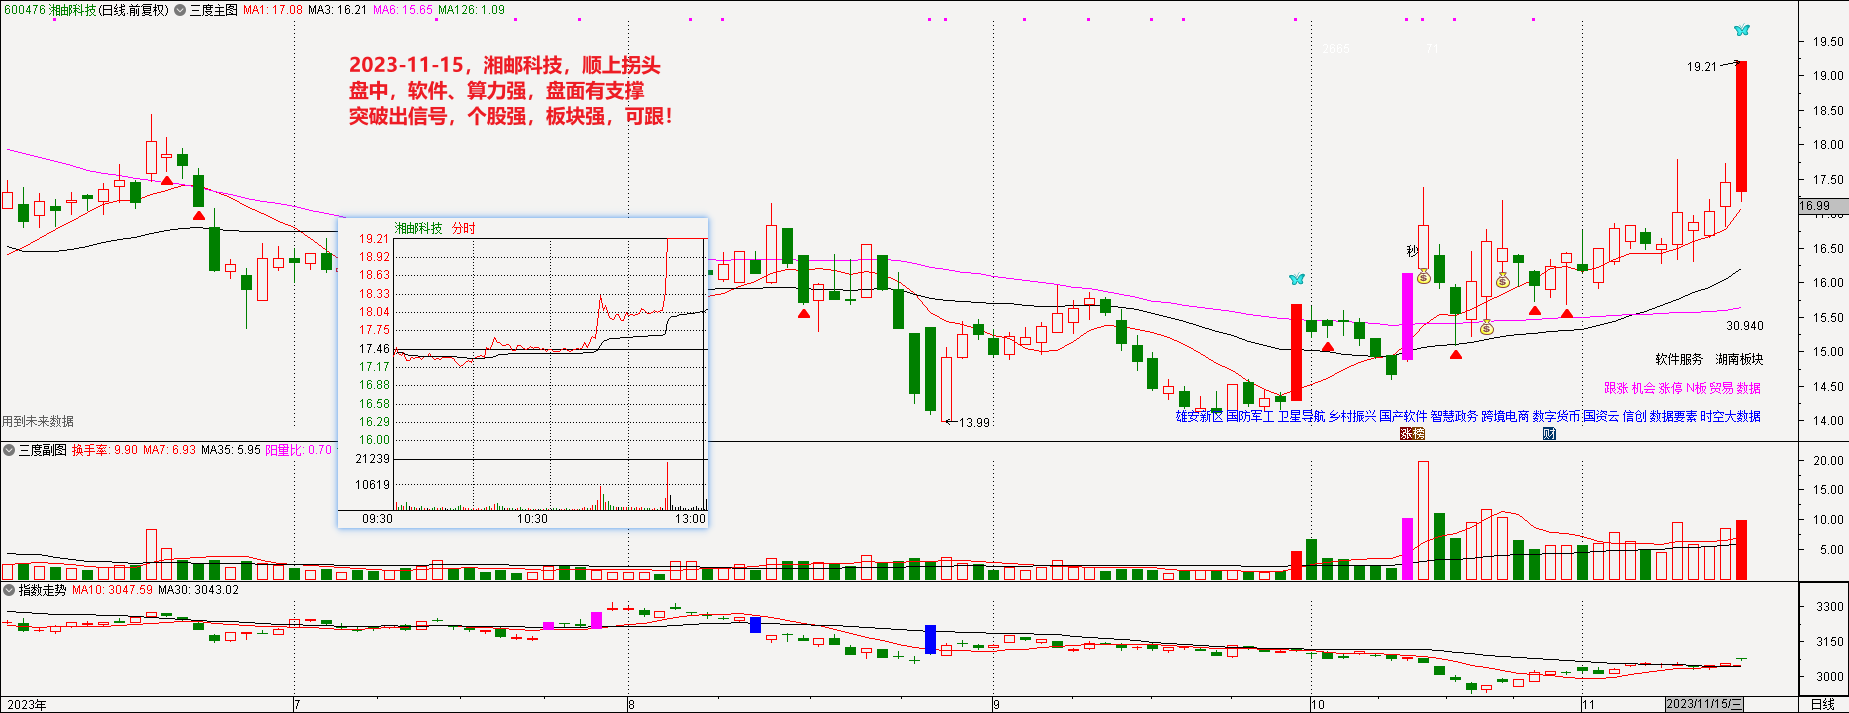 600476 湘邮科技(日线.前复权) 三度主图 MA1: 17.08 MA3: 16.21 MA6: 15.65 MA126: 1.09
2023-11-15，湘邮科技，顺上拐头
盘中，软件、算力强，盘面有支撑
突破出信号，个股强，板块强，可跟！
2665 71
19.21
19.50
19.00
18.50
18.00
17.50
16.99
17.00
16.50
16.00
15.50
15.00
14.50
14.00
湘邮科技 分时
19.21
18.92
18.63
18.33
18.04
17.75
17.46
17.17
16.88
16.58
16.29
16.00
21239
10619
09:30 10:30 13:00
秒
13.99
30.940
软件服务 湖南板块
跟涨 机会 涨停 N板 贸易 数据
雄安新区 国防军工 卫星导航 乡村振兴 国产软件 智慧政务 跨境电商 数字货币 国资云 信创 数据要素 时空大数据
涨榜 财
用到未来数据
三度副图 换手率: 9.90 MA7: 6.93 MA35: 5.95 阳量比: 0.70
20.00
15.00
10.00
5.00
指数走势 MA10: 3047.59 MA30: 3043.02
3300
3150
3000
2023年 7 8 9 10 11 2023/11/15/三 日线